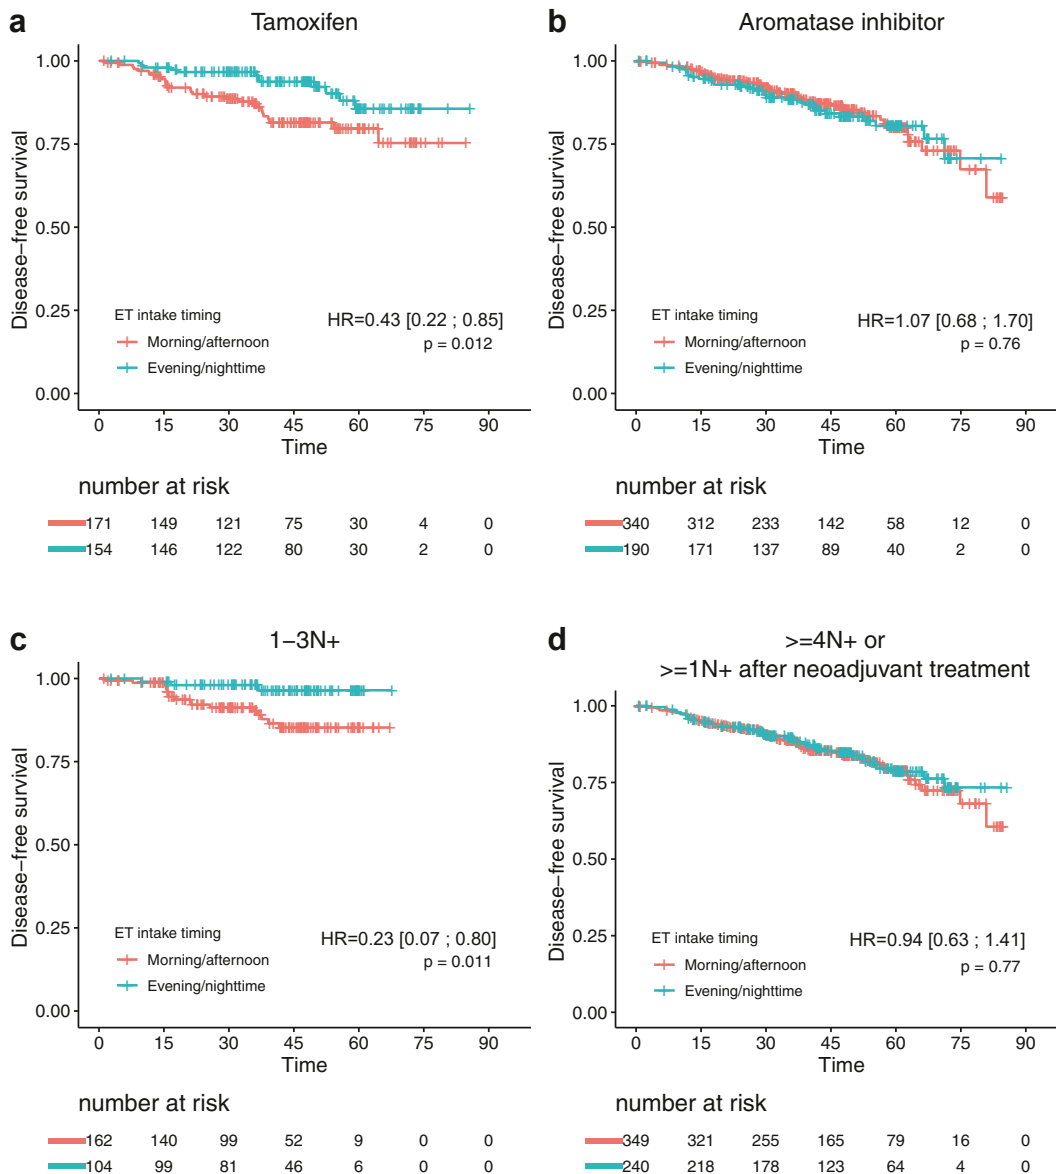 a
Tamoxifen
1.00
0.75
0.50
0.25
0.00
Disease−free survival
ET intake timing
Morning/afternoon
Evening/nighttime
HR=0.43 [0.22 ; 0.85]
p = 0.012
0 15 30 45 60 75 90
Time
number at risk
171 149 121 75 30 4 0
154 146 122 80 30 2 0
b
Aromatase inhibitor
1.00
0.75
0.50
0.25
0.00
Disease−free survival
ET intake timing
Morning/afternoon
Evening/nighttime
HR=1.07 [0.68 ; 1.70]
p = 0.76
0 15 30 45 60 75 90
Time
number at risk
340 312 233 142 58 12 0
190 171 137 89 40 2 0
c
1−3N+
1.00
0.75
0.50
0.25
0.00
Disease−free survival
ET intake timing
Morning/afternoon
Evening/nighttime
HR=0.23 [0.07 ; 0.80]
p = 0.011
0 15 30 45 60 75 90
Time
number at risk
162 140 99 52 9 0 0
104 99 81 46 6 0 0
d
>=4N+ or
>=1N+ after neoadjuvant treatment
1.00
0.75
0.50
0.25
0.00
Disease−free survival
ET intake timing
Morning/afternoon
Evening/nighttime
HR=0.94 [0.63 ; 1.41]
p = 0.77
0 15 30 45 60 75 90
Time
number at risk
349 321 255 165 79 16 0
240 218 178 123 64 4 0